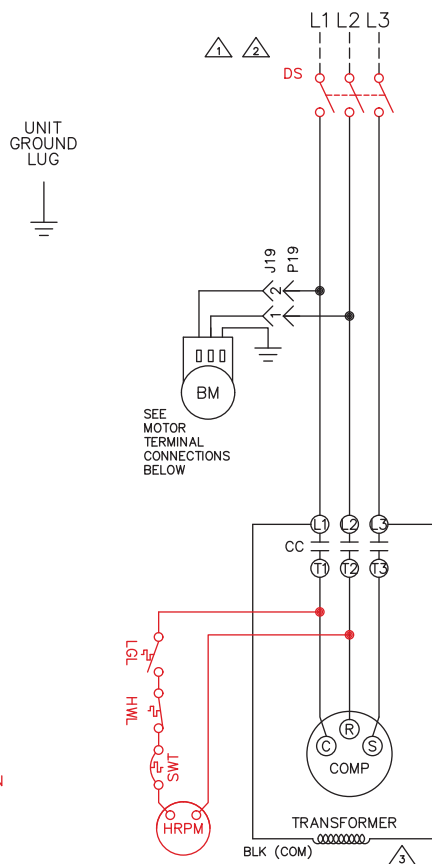 L1 L2 L3
1 2
DS
UNIT
GROUND
LUG
J19 P19
2
1
BM
SEE
MOTOR
TERMINAL
CONNECTIONS
BELOW
L1 L2 L3
CC
T1 T2 T3
LGL
HWL
SWT
R
C S
COMP
N
HRPM
TRANSFORMER
BLK (COM)
3